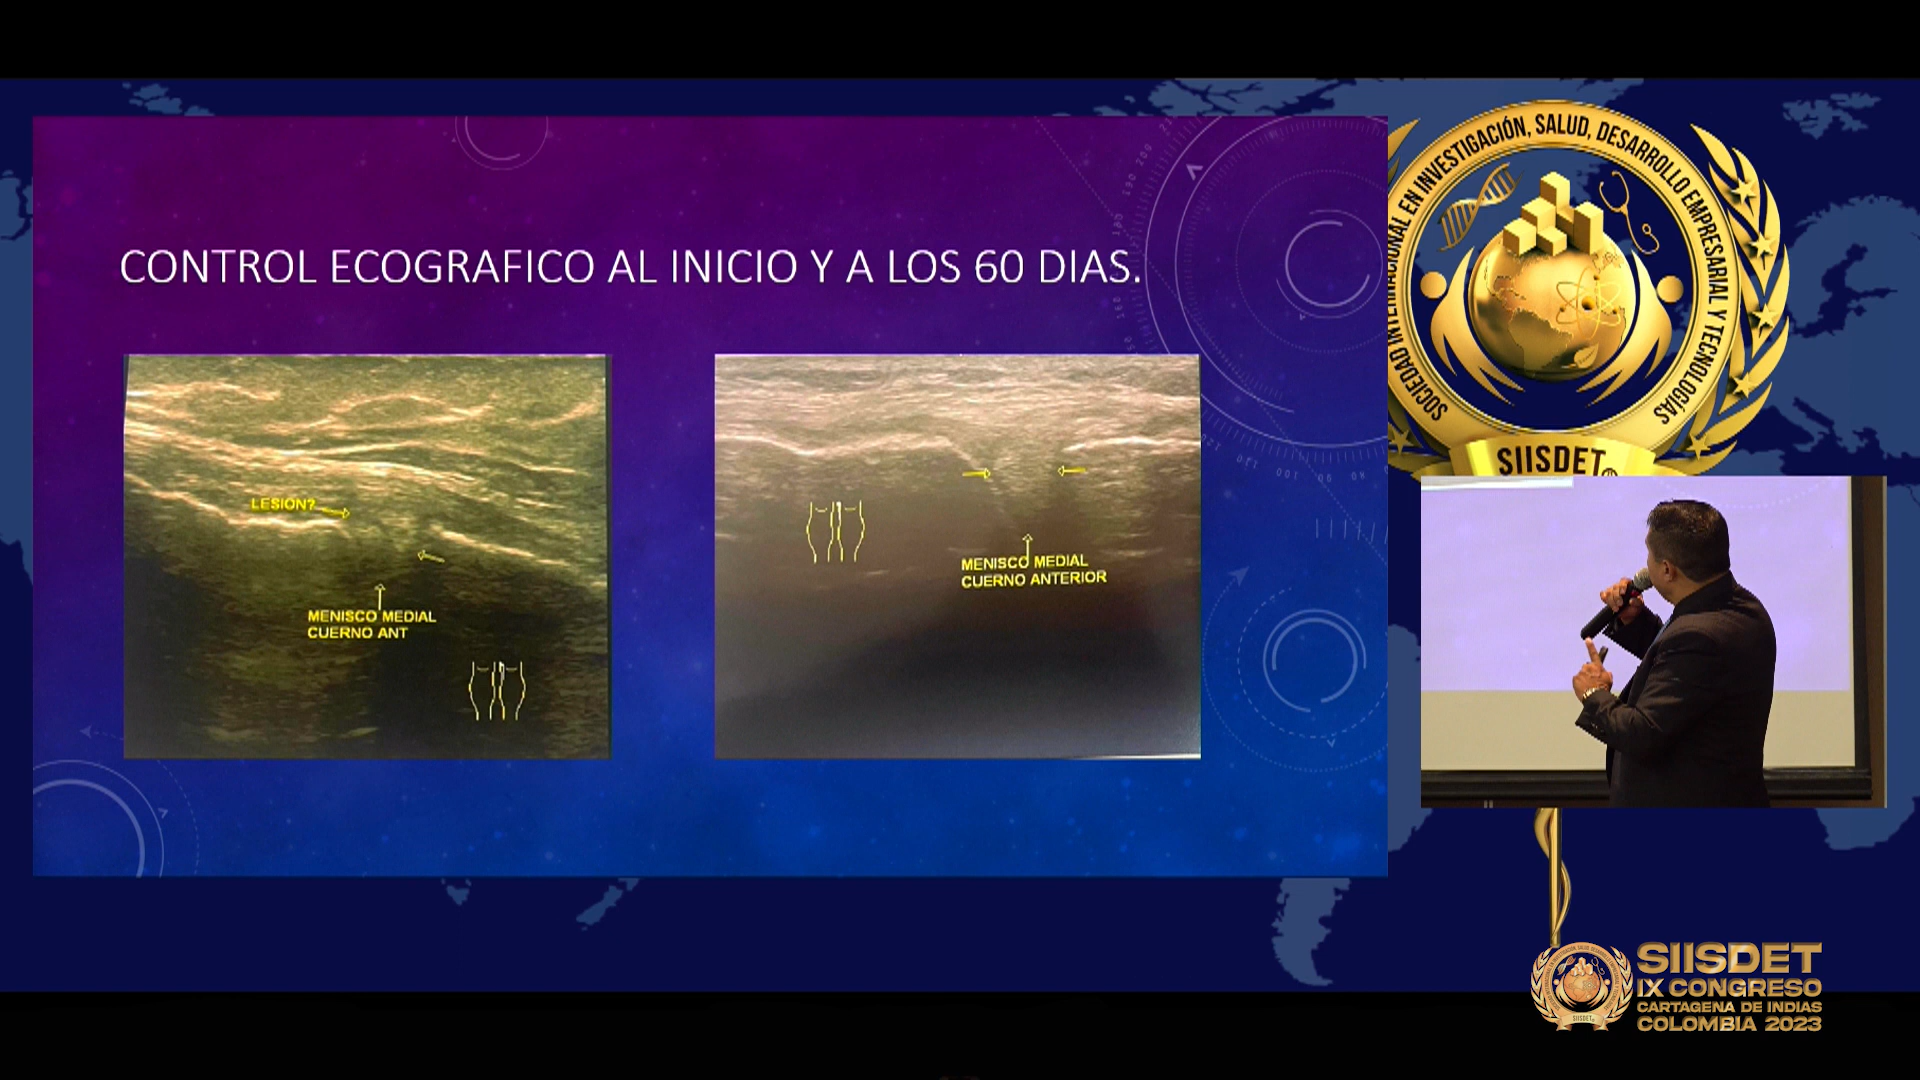 CONTROL ECOGRAFICO AL INICIO Y A LOS 60 DIAS.
LESION?
MENISCO MEDIAL
CUERNO ANT
MENISCO MEDIAL
CUERNO ANTERIOR
SOCIEDAD INTERNACIONAL EN INVESTIGACIÓN, SALUD, DESARROLLO EMPRESARIAL Y TECNOLOGÍAS
SIISDET
SIISDET
IX CONGRESO
CARTAGENA DE INDIAS
COLOMBIA 2023